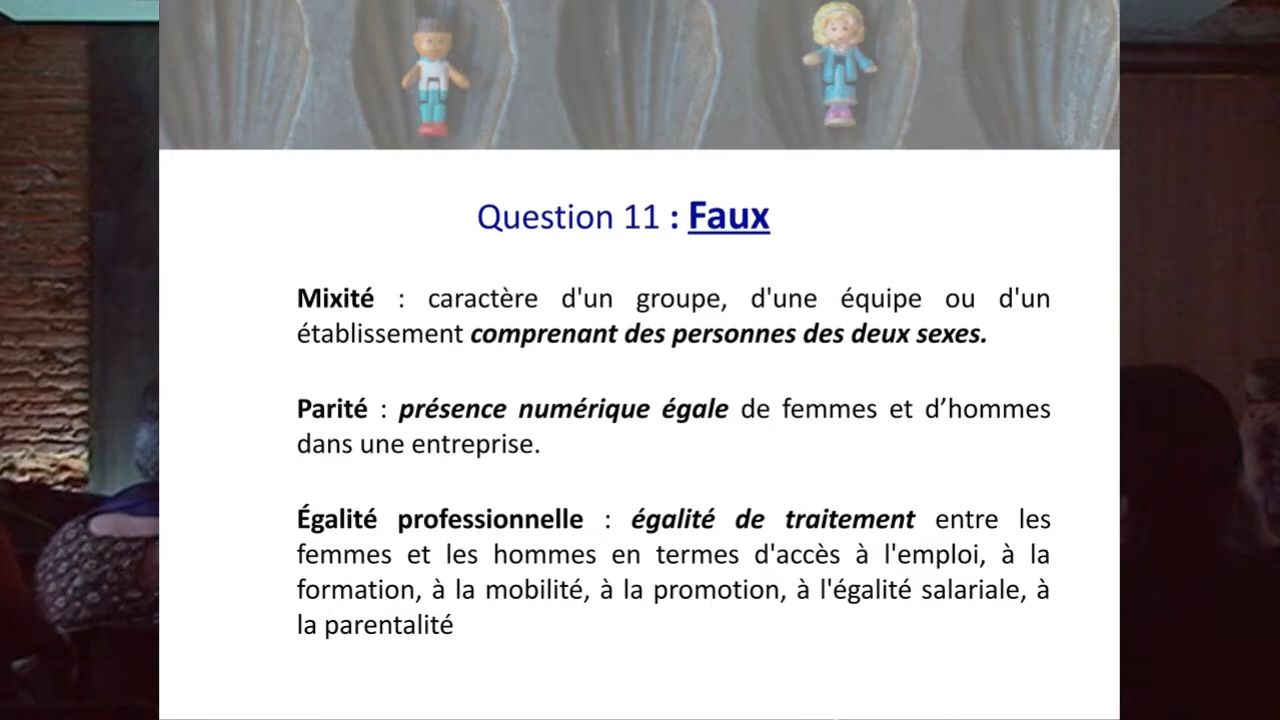 Question 11 : Faux
Mixité : caractère d'un groupe, d'une équipe ou d'un
établissement comprenant des personnes des deux sexes.
Parité : présence numérique égale de femmes et d’hommes
dans une entreprise.
Égalité professionnelle : égalité de traitement entre les
femmes et les hommes en termes d'accès à l'emploi, à la
formation, à la mobilité, à la promotion, à l'égalité salariale, à
la parentalité